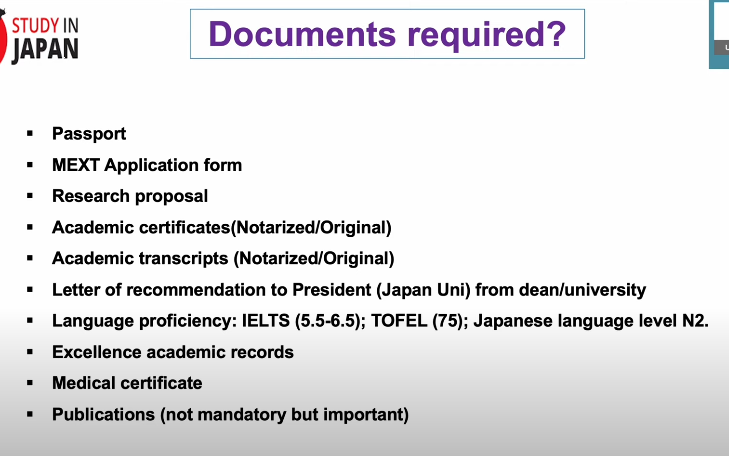 STUDY IN
JAPAN
Documents required?
▪ Passport
▪ MEXT Application form
▪ Research proposal
▪ Academic certificates(Notarized/Original)
▪ Academic transcripts (Notarized/Original)
▪ Letter of recommendation to President (Japan Uni) from dean/university
▪ Language proficiency: IELTS (5.5-6.5); TOFEL (75); Japanese language level N2.
▪ Excellence academic records
▪ Medical certificate
▪ Publications (not mandatory but important)